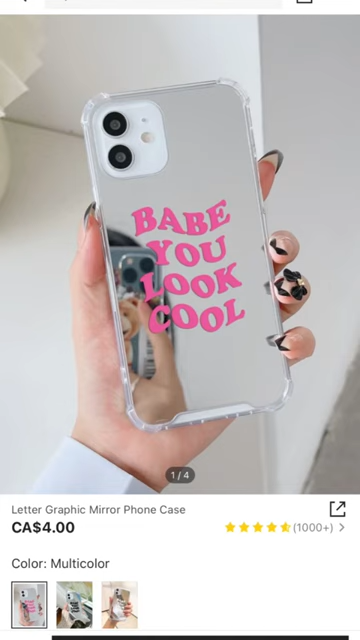 BABE
YOU
LOOK
COOL
1/4
Letter Graphic Mirror Phone Case
CA$4.00
(1000+)
Color: Multicolor